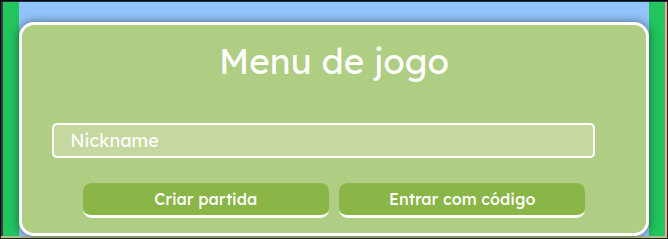 Menu de jogo
Nickname
Criar partida
Entrar com código